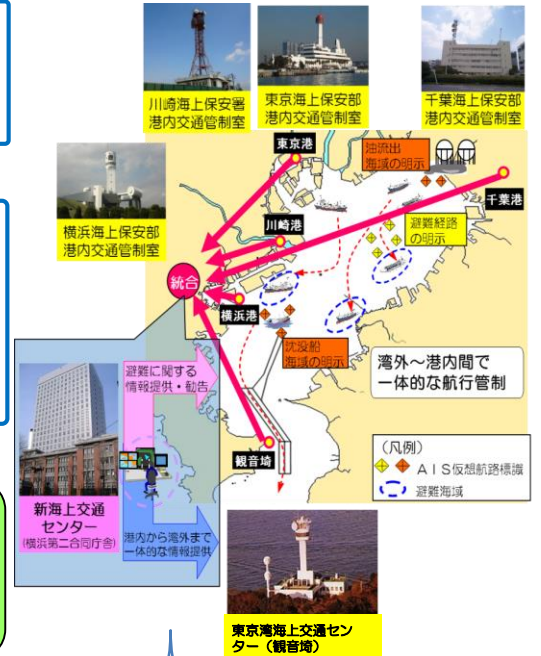 川崎海上保安署
港内交通管制室
東京海上保安部
港内交通管制室
千葉海上保安部
港内交通管制室
横浜海上保安部
港内交通管制室
東京港
油流出
海域の明示
千葉港
川崎港
避難経路
の明示
統合
横浜港
沈没船
海域の明示
湾外～港内間で
一体的な航行管制
避難に関する
情報提供・勧告
観音埼
(凡例)
AIS仮想航路標識
避難海域
新海上交通
センター
(横浜第二合同庁舎)
港内から湾外まで
一体的な情報提供
東京湾海上交通セン
ター（観音埼）